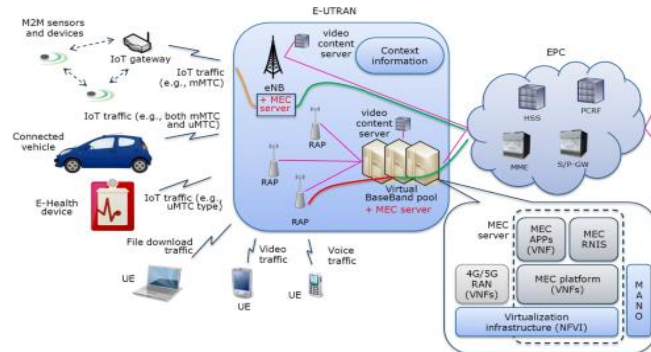 E-UTRAN
M2M sensors
and devices
IoT gateway
IoT traffic
(e.g., mMTC)
eNB
+ MEC
server
video
content
server
Context
information
EPC
HSS
PCRF
MME
S/P-GW
IoT traffic (e.g., both mMTC
and uMTC)
Connected
vehicle
RAP
video
content
server
RAP
RAP
Virtual
BaseBand pool
+ MEC server
E-Health
device
IoT traffic (e.g.,
uMTC type)
File download
traffic
Video
traffic
Voice
traffic
UE
UE
UE
MEC
server
MEC
APPs
(VNF)
MEC
RNIS
4G/5G
RAN
(VNFs)
MEC platform
(VNFs)
Virtualization
infrastructure (NFVI)
M
A
N
O